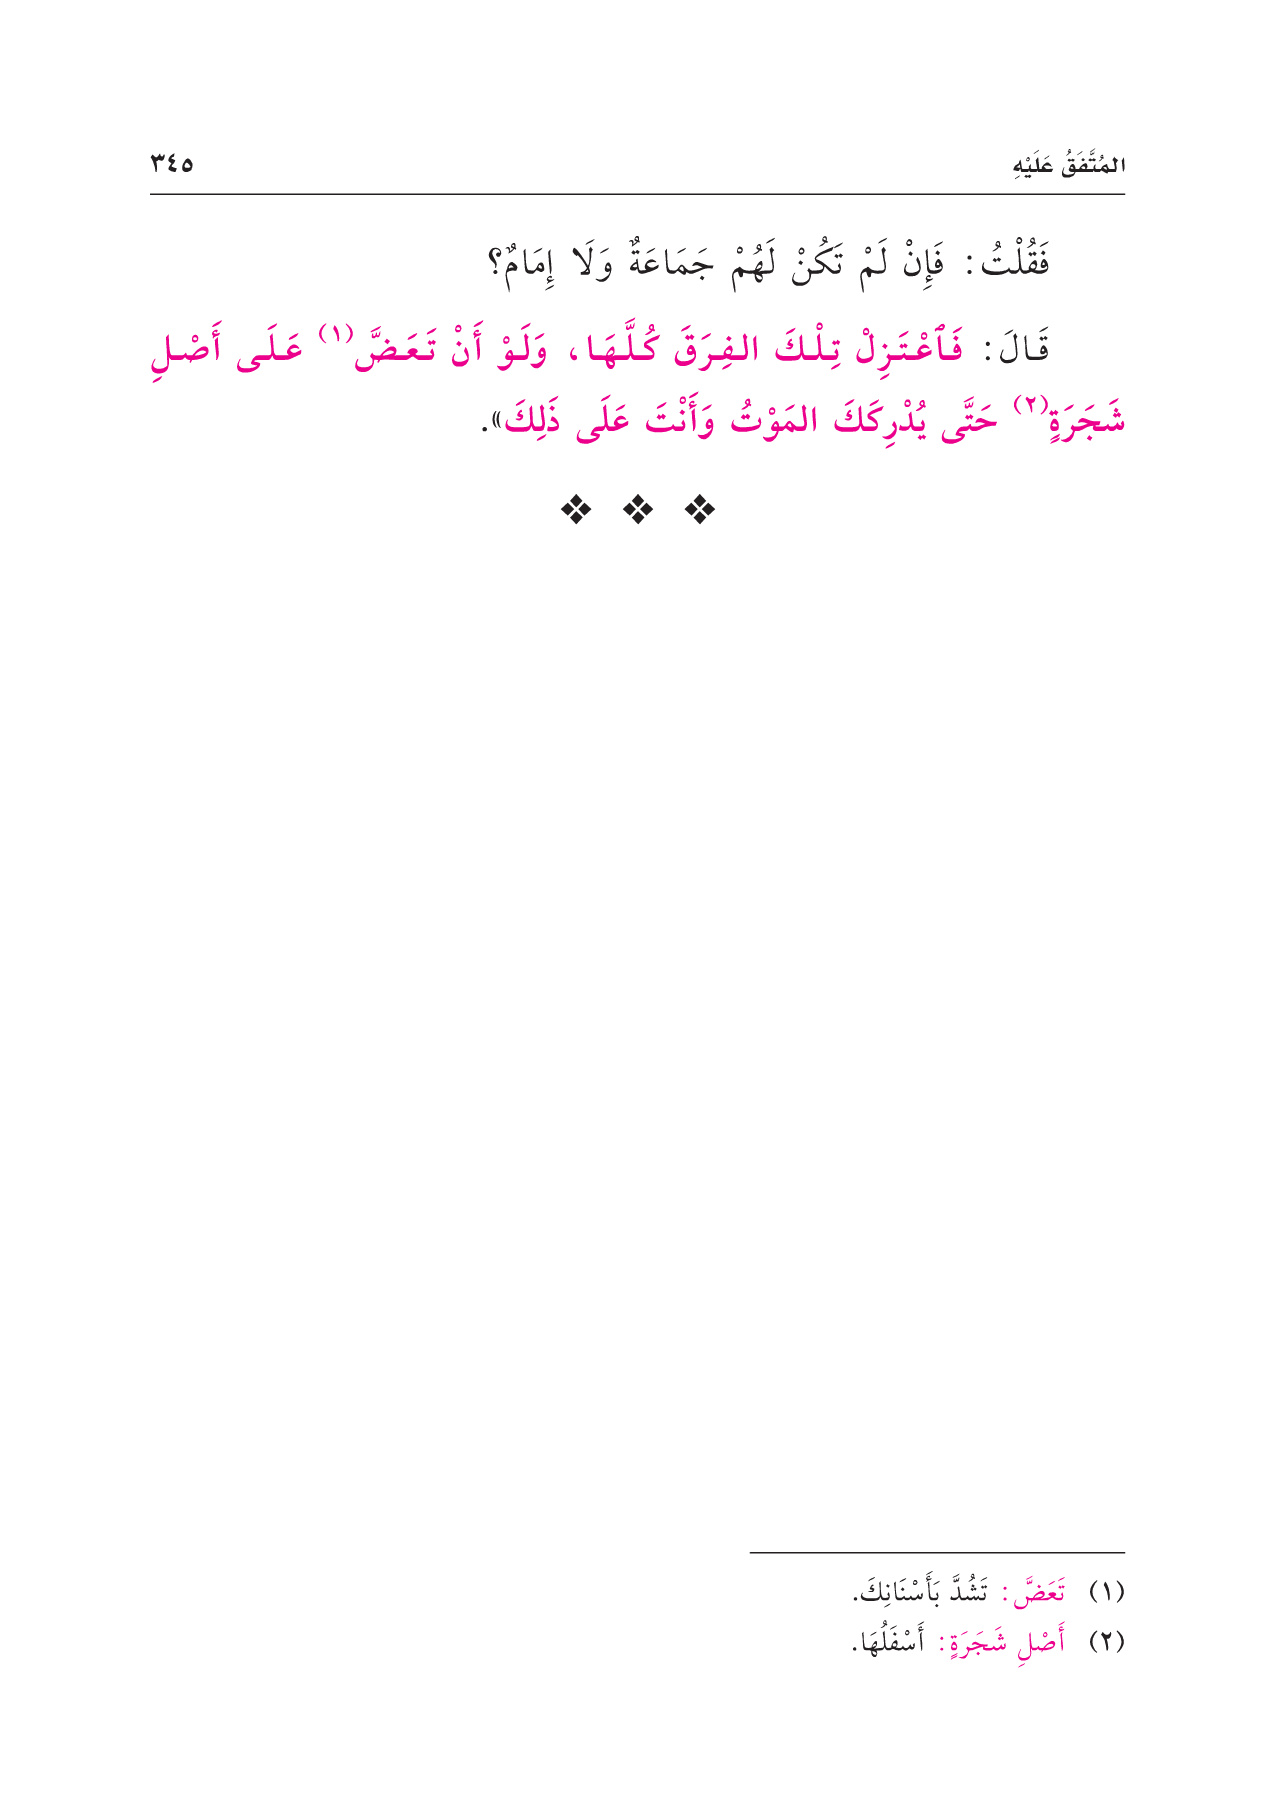 المُتَّفَقُ عَلَيْهِ ٣٤٥
فَقُلْتُ: فَإِنْ لَمْ تَكُنْ لَهُمْ جَمَاعَةٌ وَلَا إِمَامٌ؟
قَالَ: فَٱعْتَزِلْ تِلْكَ الفِرَقَ كُلَّهَا، وَلَوْ أَنْ تَعَضَّ(١) عَلَى أَصْلِ
شَجَرَةٍ(٢) حَتَّى يُدْرِكَكَ المَوْتُ وَأَنْتَ عَلَى ذَلِكَ».
(١) تَعَضَّ: تَشُدَّ بَأَسْنَانِكَ.
(٢) أَصْلِ شَجَرَةٍ: أَسْفَلُهَا.